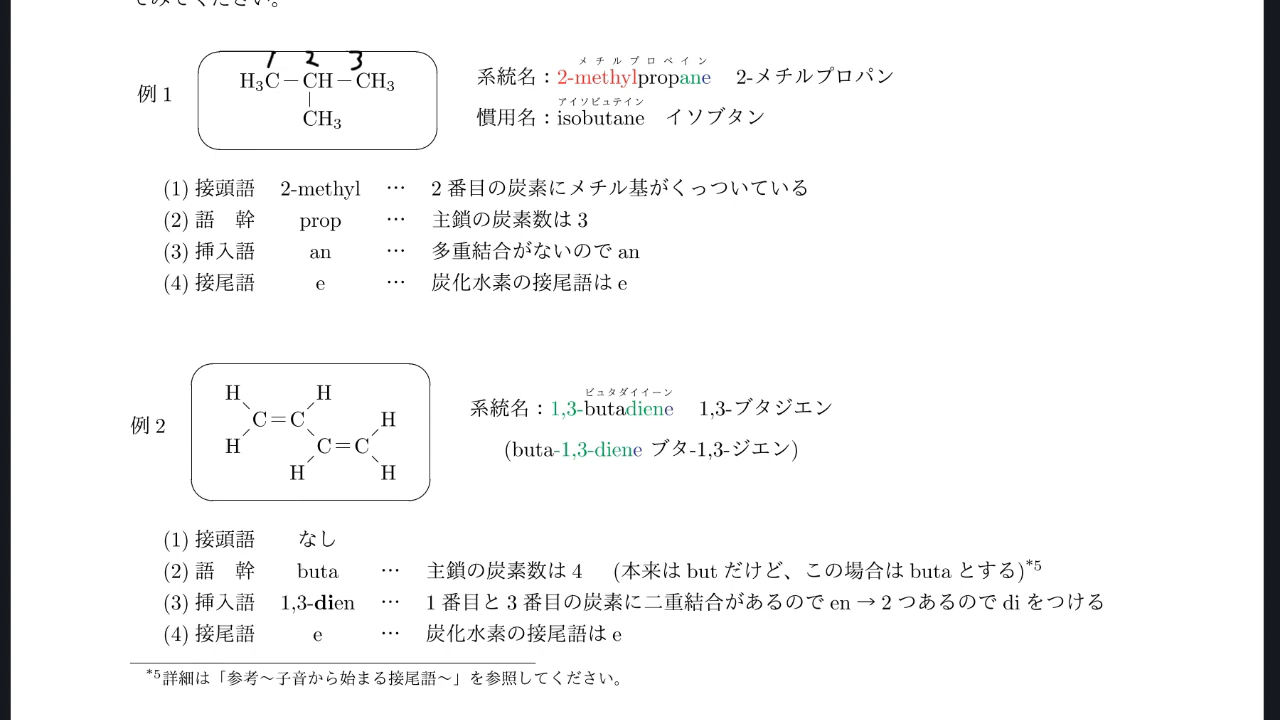 てみてください。
1 2 3
例 1
H₃C − CH − CH₃
CH₃
メチルプロペイン
系統名：2-methylpropane 2-メチルプロパン
アイソビュテイン
慣用名：isobutane イソブタン
(1) 接頭語 2-methyl … 2 番目の炭素にメチル基がくっついている
(2) 語 幹 prop … 主鎖の炭素数は 3
(3) 挿入語 an … 多重結合がないので an
(4) 接尾語 e … 炭化水素の接尾語は e
例 2
H H
C=C H
H C=C
H H
ビュタダイイーン
系統名：1,3-butadiene 1,3-ブタジエン
(buta-1,3-diene ブタ-1,3-ジエン)
(1) 接頭語 なし
(2) 語 幹 buta … 主鎖の炭素数は 4 (本来は but だけど、この場合は buta とする)*5
(3) 挿入語 1,3-dien … 1 番目と 3 番目の炭素に二重結合があるので en → 2 つあるので di をつける
(4) 接尾語 e … 炭化水素の接尾語は e
*5 詳細は「参考～子音から始まる接尾語～」を参照してください。